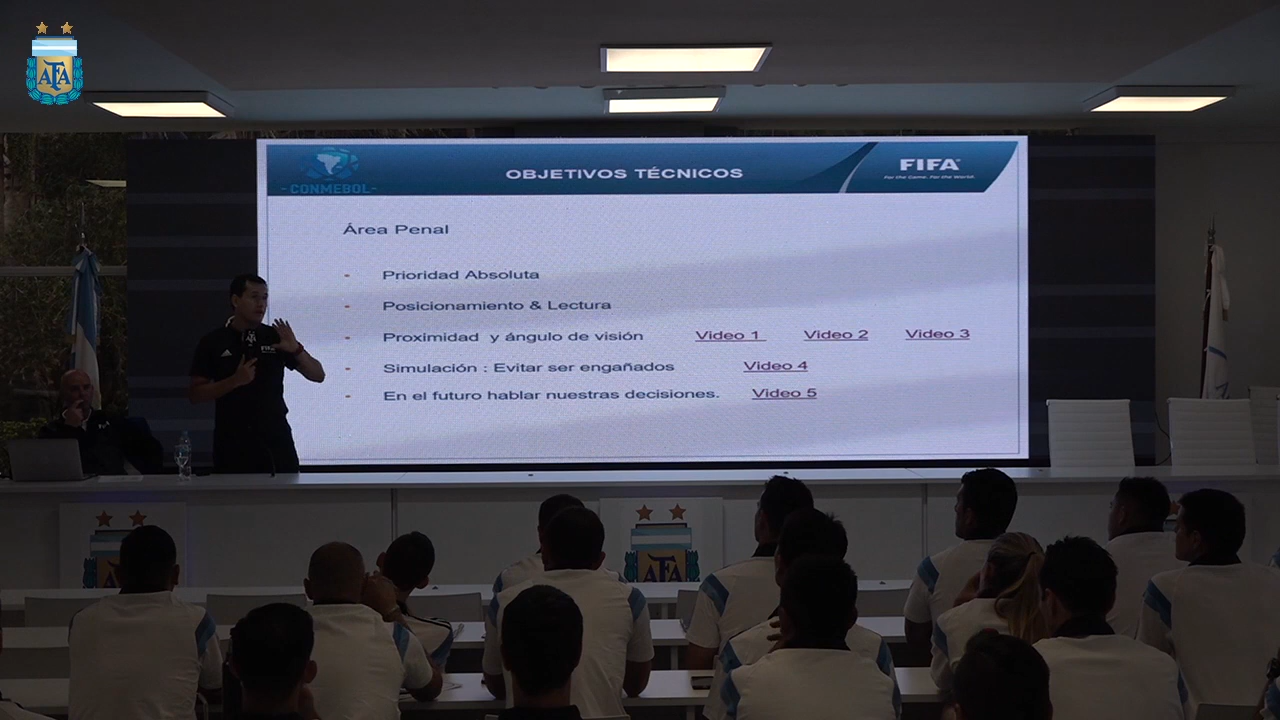 AFA
OBJETIVOS TÉCNICOS
CONMEBOL
FIFA
For the Game. For the World.
Área Penal
• Prioridad Absoluta
• Posicionamiento & Lectura
• Proximidad y ángulo de visión Video 1 Video 2 Video 3
• Simulación : Evitar ser engañados Video 4
• En el futuro hablar nuestras decisiones. Video 5
AFA
AFA